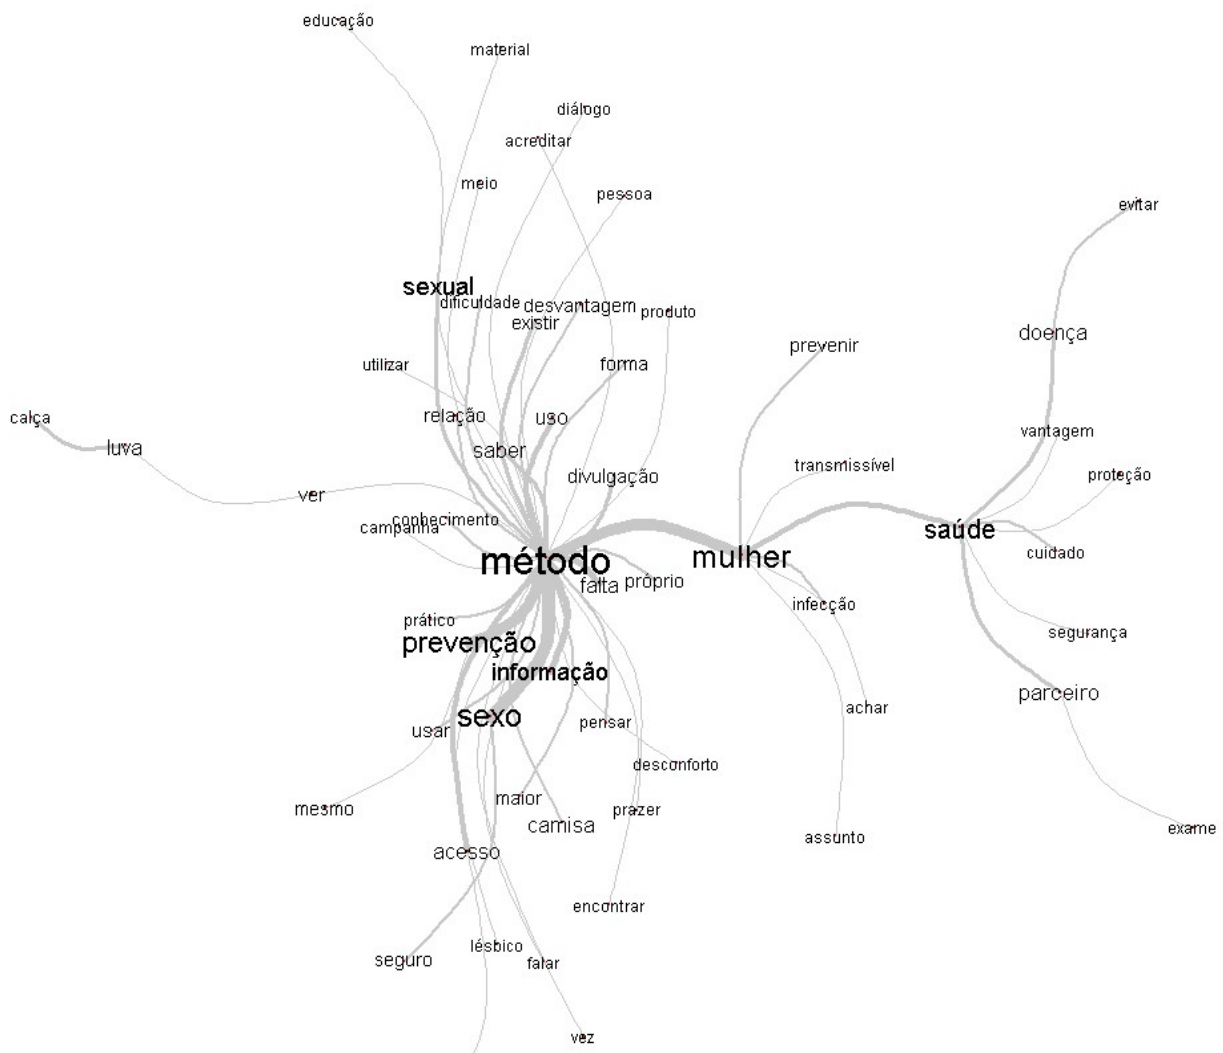 educação
material
diálogo
acreditar
meio
pessoa
evitar
sexual
dificuldade
desvantagem
produto
existir
doença
prevenir
utilizar
forma
calça
relação
uso
vantagem
luva
saber
transmissível
divulgação
proteção
ver
conhecimento
campanha
saúde
método
mulher
cuidado
falta
próprio
infecção
prático
segurança
prevenção
informação
parceiro
sexo
achar
pensar
usar
desconforto
maior
mesmo
prazer
camisa
exame
assunto
acesso
encontrar
lésbico
seguro
falar
vez